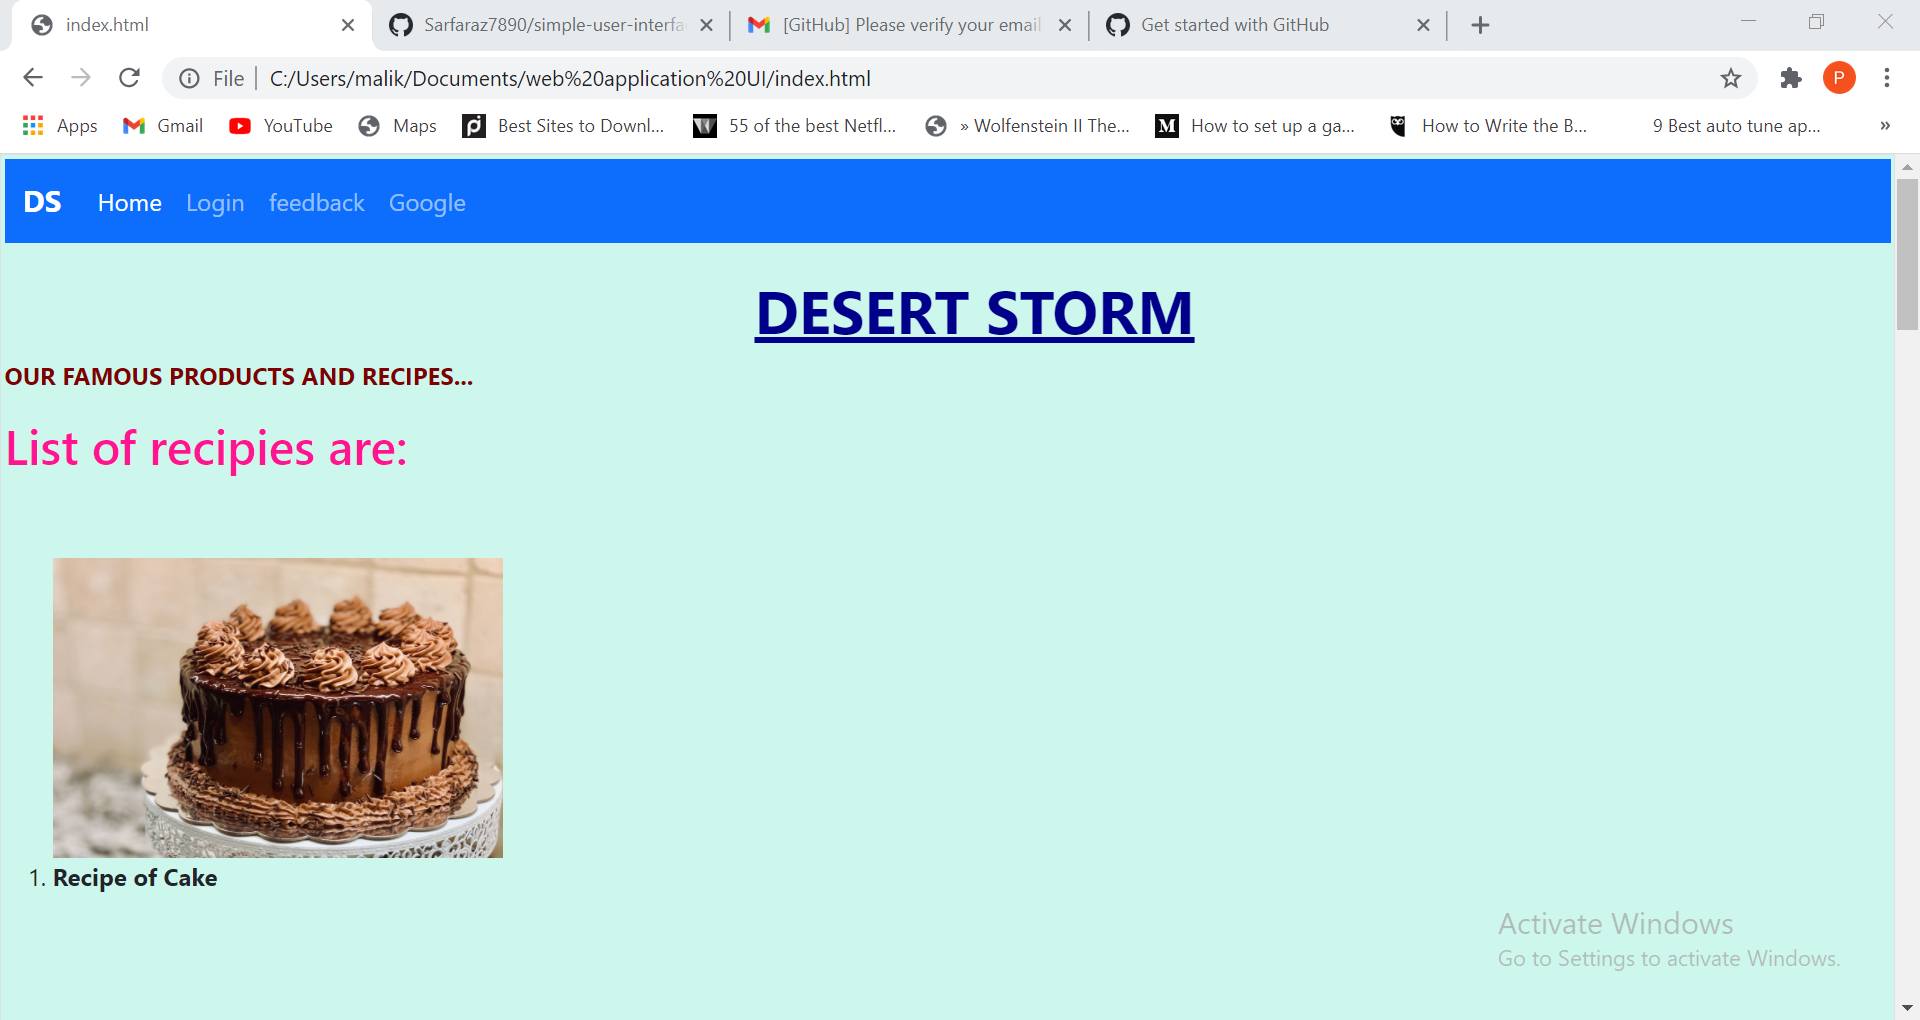 index.html
Sarfaraz7890/simple-user-interfa
[GitHub] Please verify your email
Get started with GitHub
File
C:/Users/malik/Documents/web%20application%20UI/index.html
P
Apps
Gmail
YouTube
Maps
Best Sites to Downl...
55 of the best Netfl...
» Wolfenstein II The...
How to set up a ga...
How to Write the B...
9 Best auto tune ap...
»
DS
Home
Login
feedback
Google
DESERT STORM
OUR FAMOUS PRODUCTS AND RECIPES...
List of recipies are:
1. Recipe of Cake
Activate Windows
Go to Settings to activate Windows.